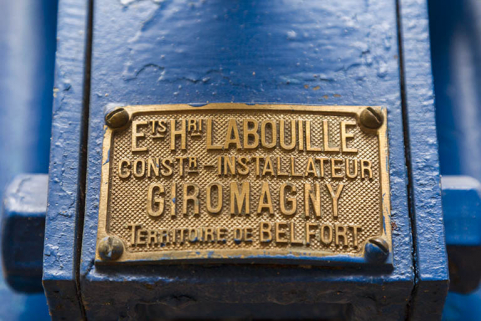 Ets Hri LABOUILLE
CONSTR-INSTALLATEUR
GIROMAGNY
TERRITOIRE DE BELFORT